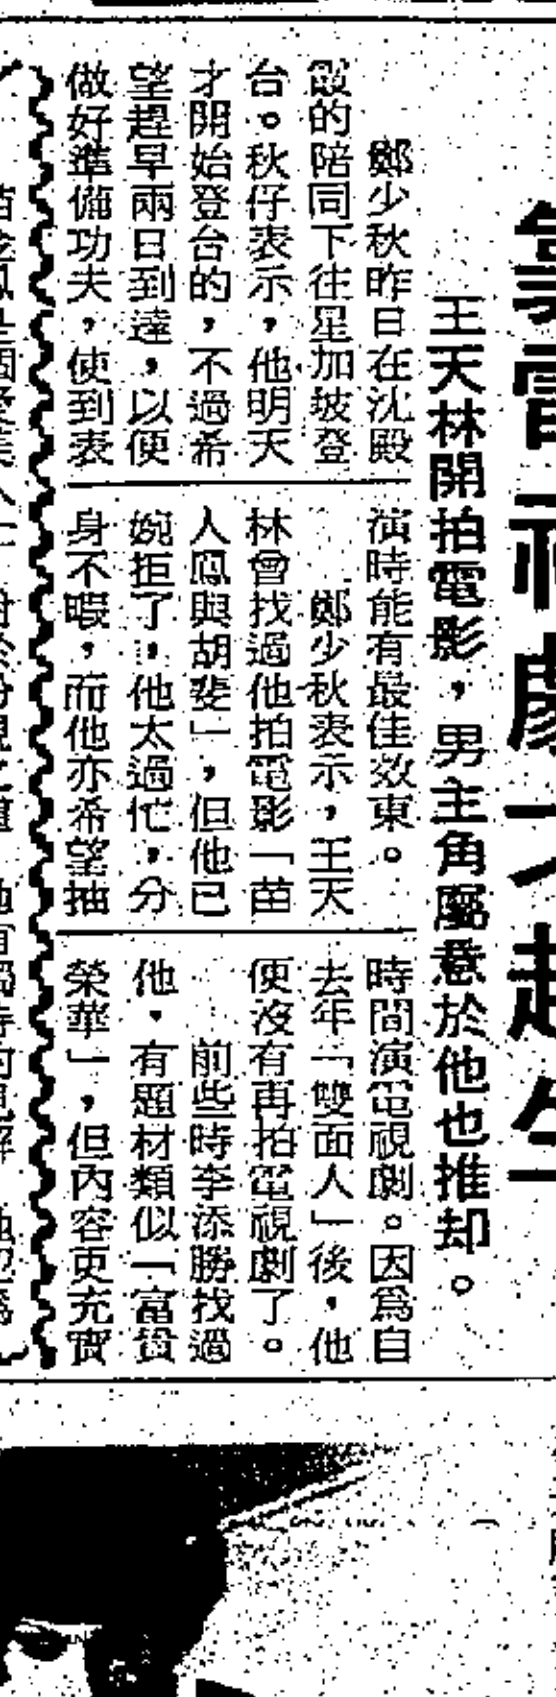 王天林開拍電影，男主角屬意於他也推却。
鄭少秋昨日在沈殿
霞的陪同下往星加坡登
台。秋仔表示，他明天
才開始登台的，不過希
望趕早兩日到達，以便
做好準備功夫，使到表
演時能有最佳效東。
鄭少秋表示，王天
林曾找過他拍電影「苗
人鳳與胡斐」，但他已
婉拒了，他太過忙，分
身不暇，而他亦希望抽
時間演電視劇。因爲自
去年「雙面人」後，他
便沒有再拍電視劇了。
前些時李添勝找過
他，有題材類似「富貴
榮華」，但內容更充實